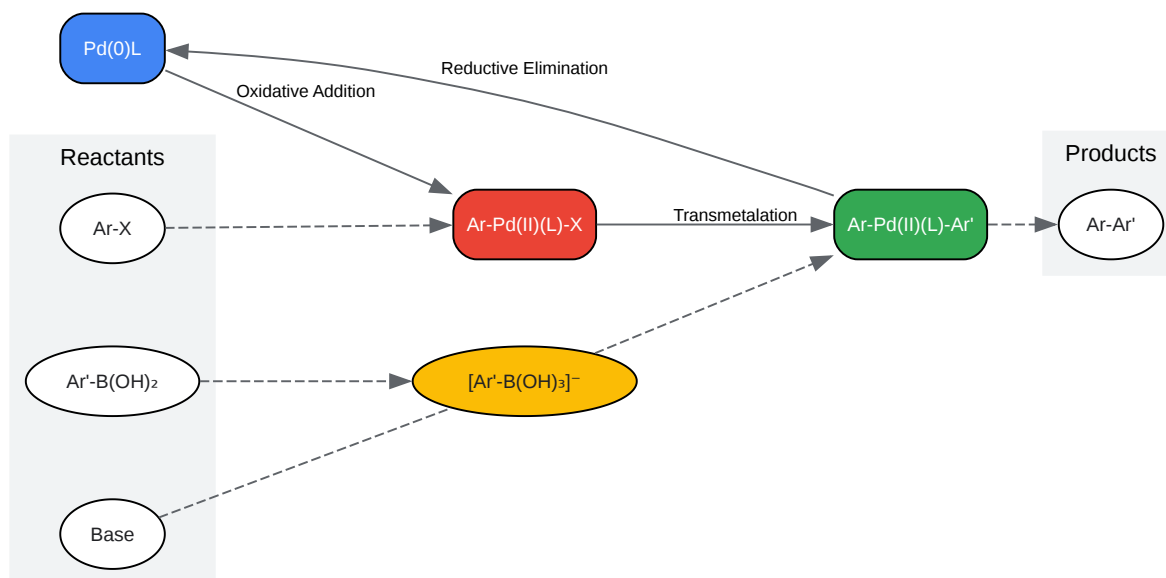 Pd(0)L
Reductive Elimination
Oxidative Addition
Reactants
Products
Ar-X
Ar-Pd(II)(L)-X
Transmetalation
Ar-Pd(II)(L)-Ar'
Ar-Ar'
Ar'-B(OH)₂
[Ar'-B(OH)₃]⁻
Base